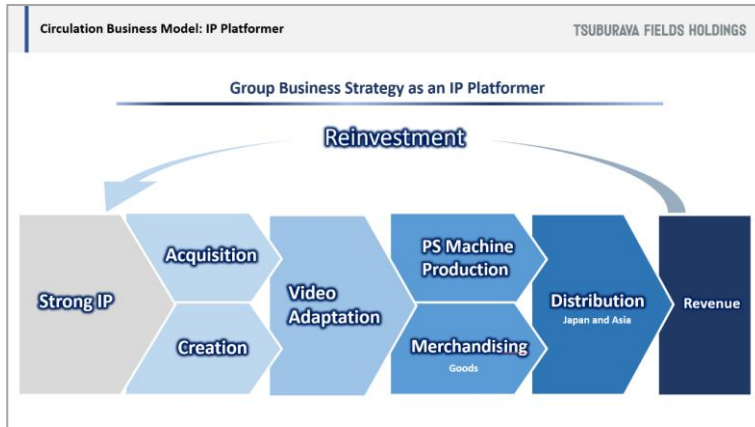 Circulation Business Model: IP Platformer
TSUBURAYA FIELDS HOLDINGS
Group Business Strategy as an IP Platformer
Reinvestment
Strong IP
Acquisition
Creation
Video
Adaptation
PS Machine
Production
Merchandising
Goods
Distribution
Japan and Asia
Revenue